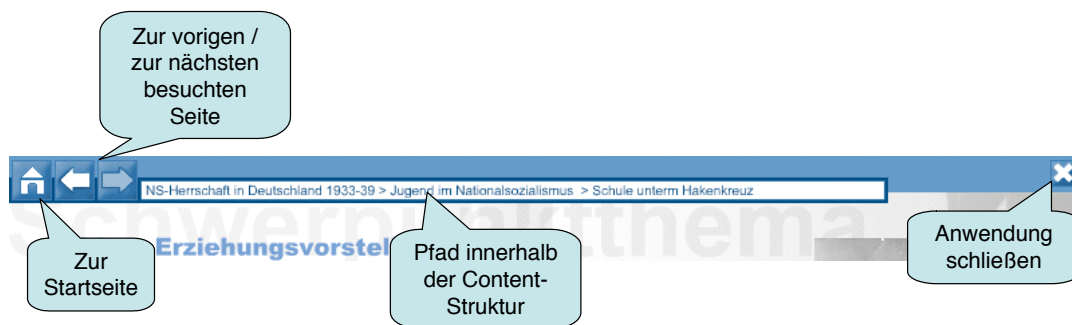 Zur vorigen /
zur nächsten
besuchten
Seite
NS-Herrschaft in Deutschland 1933-39 > Jugend im Nationalsozialismus > Schule unterm Hakenkreuz
Schwerpunktthema
Erziehungsvorstel
Zur
Startseite
Pfad innerhalb
der Content-
Struktur
Anwendung
schließen